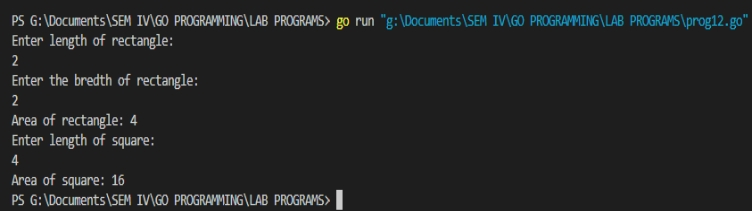 PS G:\Documents\SEM IV\GO PROGRAMMING\LAB PROGRAMS> go run "g:\Documents\SEM IV\GO PROGRAMMING\LAB PROGRAMS\prog12.go"
Enter length of rectangle:
2
Enter the bredth of rectangle:
2
Area of rectangle: 4
Enter length of square:
4
Area of square: 16
PS G:\Documents\SEM IV\GO PROGRAMMING\LAB PROGRAMS>